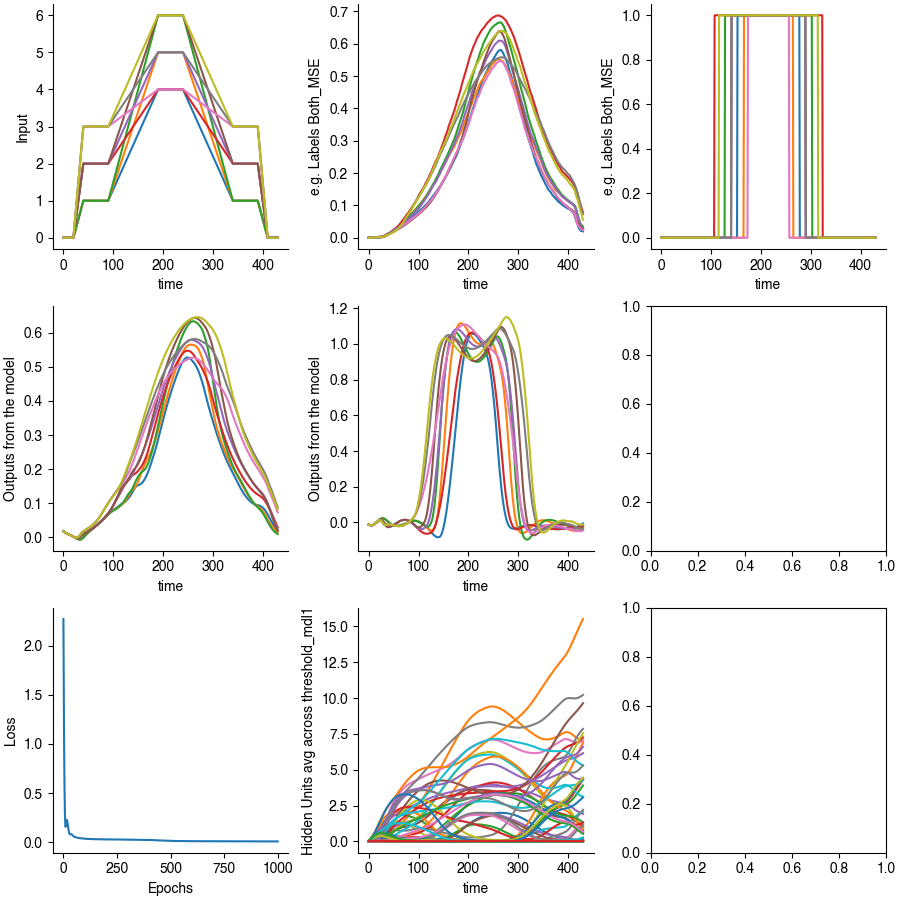 6
5
4
3
2
1
0
Input
0 100 200 300 400
time
0.7
0.6
0.5
0.4
0.3
0.2
0.1
0.0
e.g. Labels Both_MSE
0 100 200 300 400
time
1.0
0.8
0.6
0.4
0.2
0.0
e.g. Labels Both_MSE
0 100 200 300 400
time
0.6
0.5
0.4
0.3
0.2
0.1
0.0
Outputs from the model
0 100 200 300 400
time
1.2
1.0
0.8
0.6
0.4
0.2
0.0
Outputs from the model
0 100 200 300 400
time
1.0
0.8
0.6
0.4
0.2
0.0
0.0 0.2 0.4 0.6 0.8 1.0
2.0
1.5
1.0
0.5
0.0
Loss
0 250 500 750 1000
Epochs
15.0
12.5
10.0
7.5
5.0
2.5
0.0
Hidden Units avg across threshold_mdl1
0 100 200 300 400
time
1.0
0.8
0.6
0.4
0.2
0.0
0.0 0.2 0.4 0.6 0.8 1.0